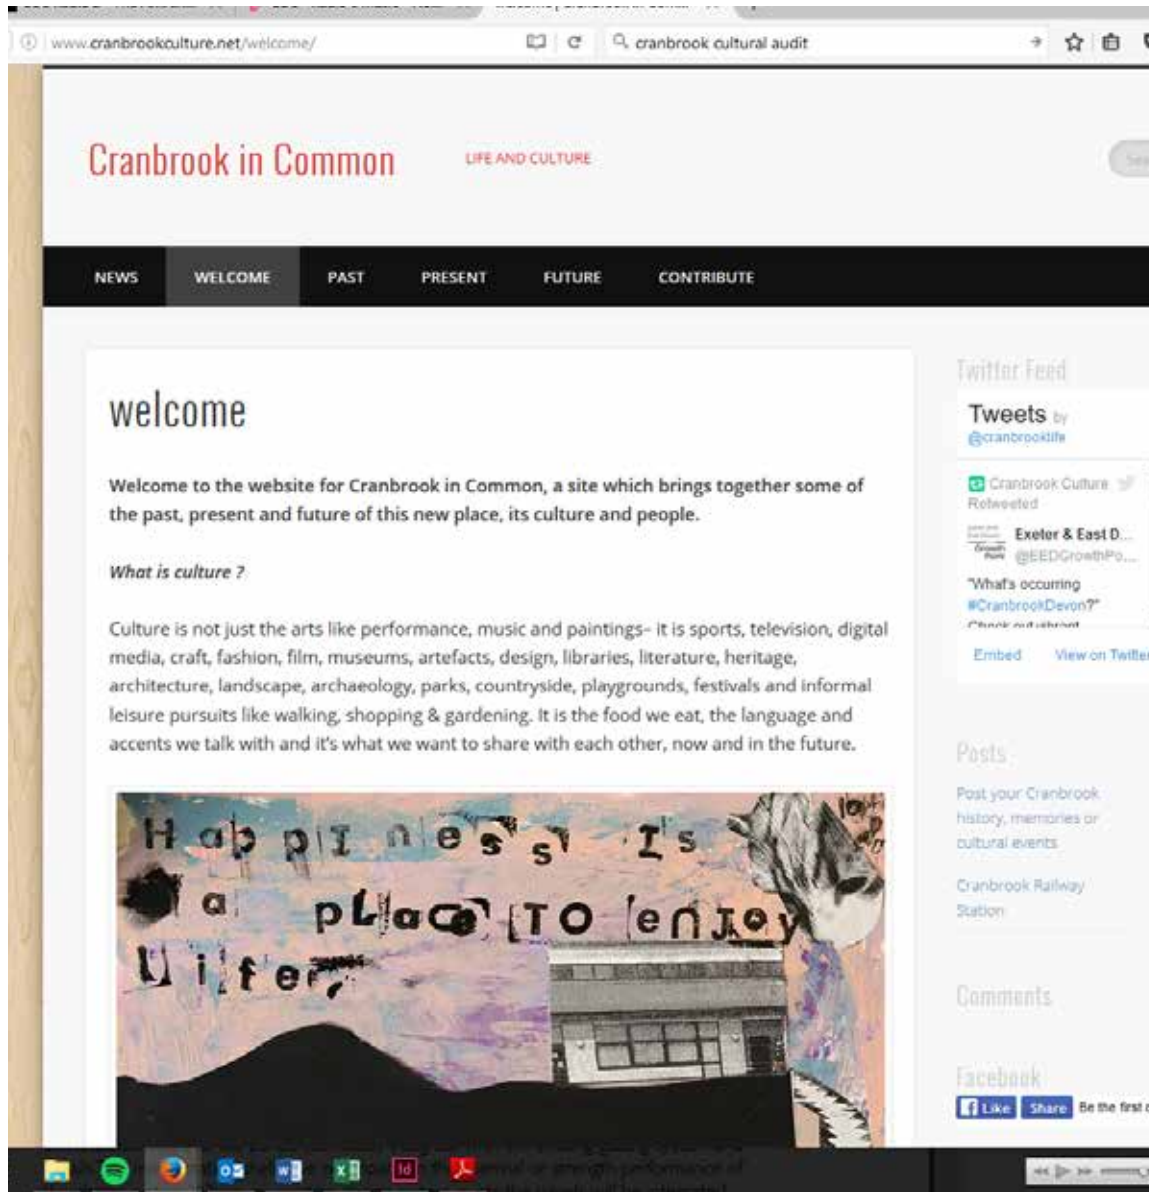 www.cranbrookculture.net/welcome/
cranbrook cultural audit
Cranbrook in Common
LIFE AND CULTURE
NEWS
WELCOME
PAST
PRESENT
FUTURE
CONTRIBUTE
welcome
Welcome to the website for Cranbrook in Common, a site which brings together some of
the past, present and future of this new place, its culture and people.
What is culture ?
Culture is not just the arts like performance, music and paintings– it is sports, television, digital
media, craft, fashion, film, museums, artefacts, design, libraries, literature, heritage,
architecture, landscape, archaeology, parks, countryside, playgrounds, festivals and informal
leisure pursuits like walking, shopping & gardening. It is the food we eat, the language and
accents we talk with and it's what we want to share with each other, now and in the future.
Happiness is
a place TO enjoy
Twitter Feed
Tweets by
@cranbrooklife
Cranbrook Culture
Retweeted
Exeter & East D...
@EEDGrowthPo...
"What's occurring
#CranbrookDevon?"
Embed
View on Twitter
Posts
Post your Cranbrook
history, memories or
cultural events
Cranbrook Railway
Station
Comments
Facebook
Like
Share
Be the first